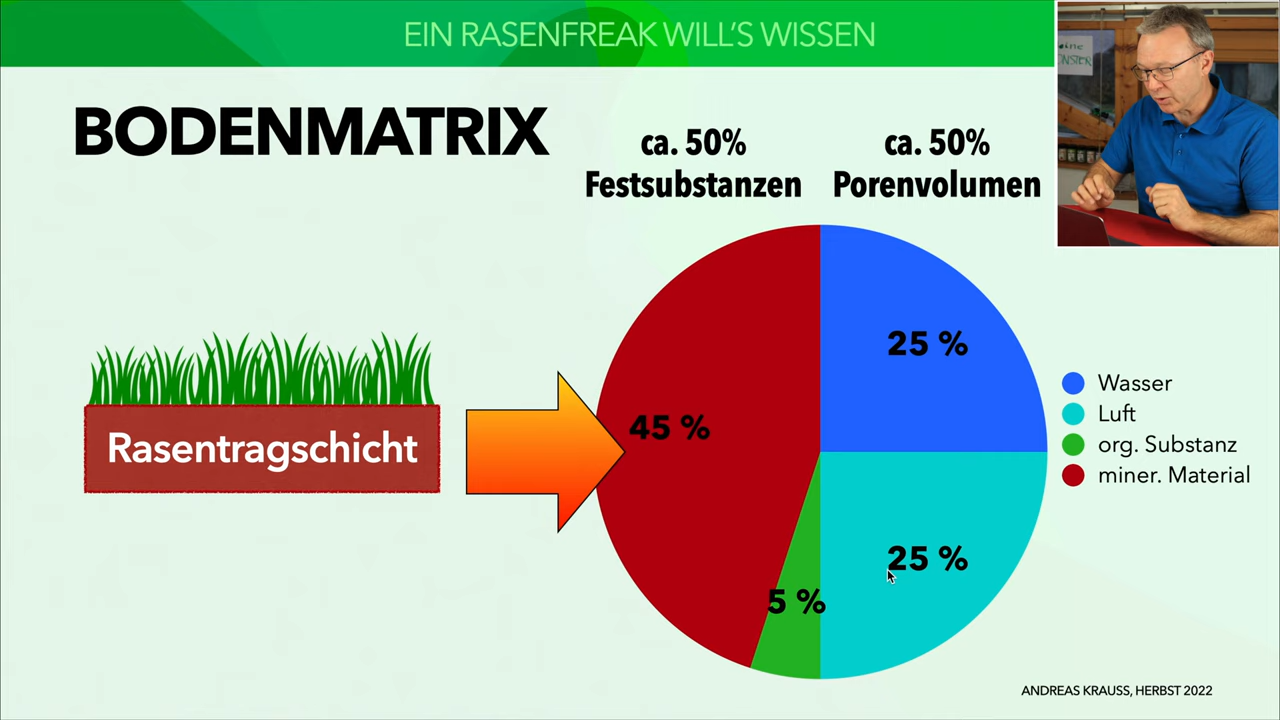 EIN RASENFREAK WILL'S WISSEN
BODENMATRIX
ca. 50%
Festsubstanzen
ca. 50%
Porenvolumen
25 %
45 %
25 %
5 %
Rasentragschicht
Wasser
Luft
org. Substanz
miner. Material
ANDREAS KRAUSS, HERBST 2022